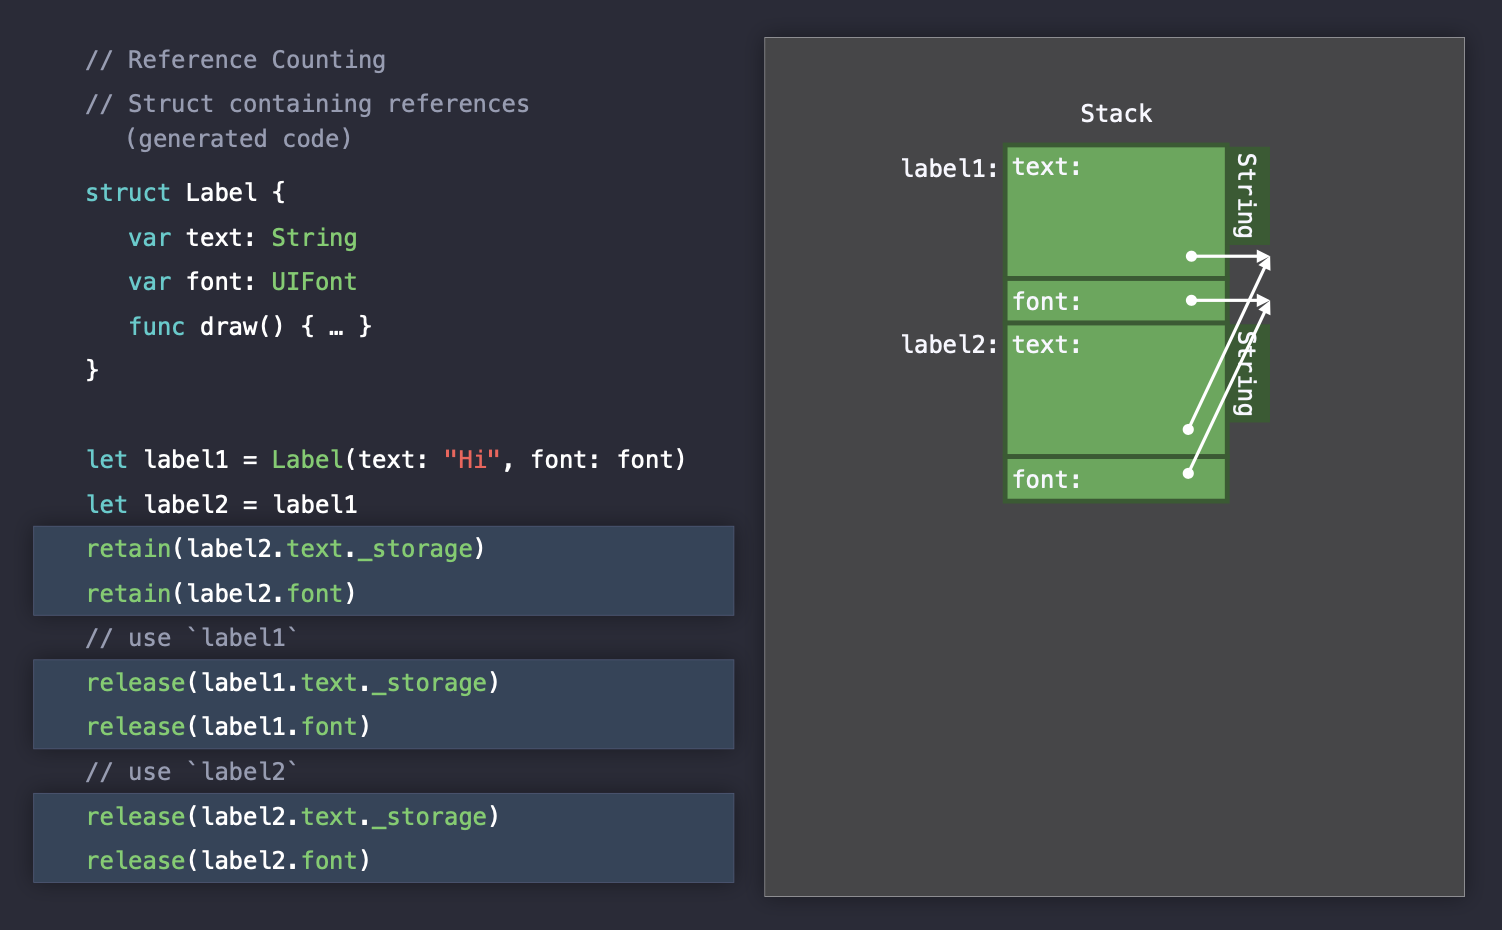 // Reference Counting
// Struct containing references
(generated code)
struct Label {
var text: String
var font: UIFont
func draw() { … }
}
let label1 = Label(text: "Hi", font: font)
let label2 = label1
retain(label2.text._storage)
retain(label2.font)
// use `label1`
release(label1.text._storage)
release(label1.font)
// use `label2`
release(label2.text._storage)
release(label2.font)
Stack
label1:
text:
String
font:
label2:
text:
String
font: